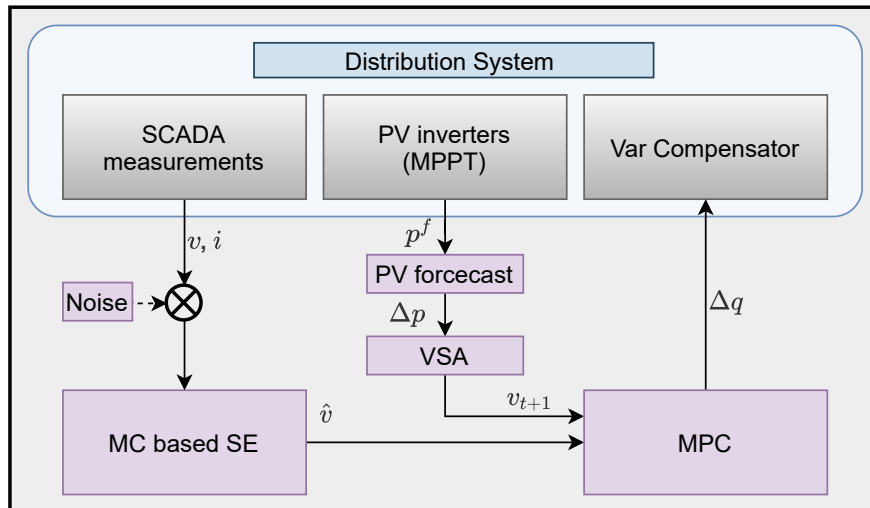 Distribution System
SCADA
measurements
PV inverters
(MPPT)
Var Compensator
v, i
p^f
PV forcecast
Noise
Δp
Δq
VSA
v_{t+1}
v̂
MC based SE
MPC